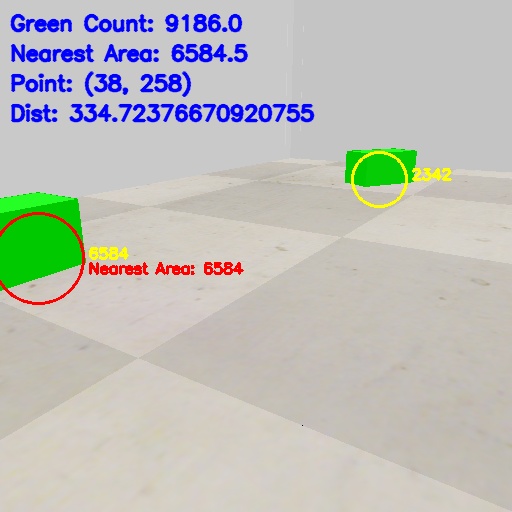 Green Count: 9186.0
Nearest Area: 6584.5
Point: (38, 258)
Dist: 334.72376670920755
2342
6584
Nearest Area: 6584